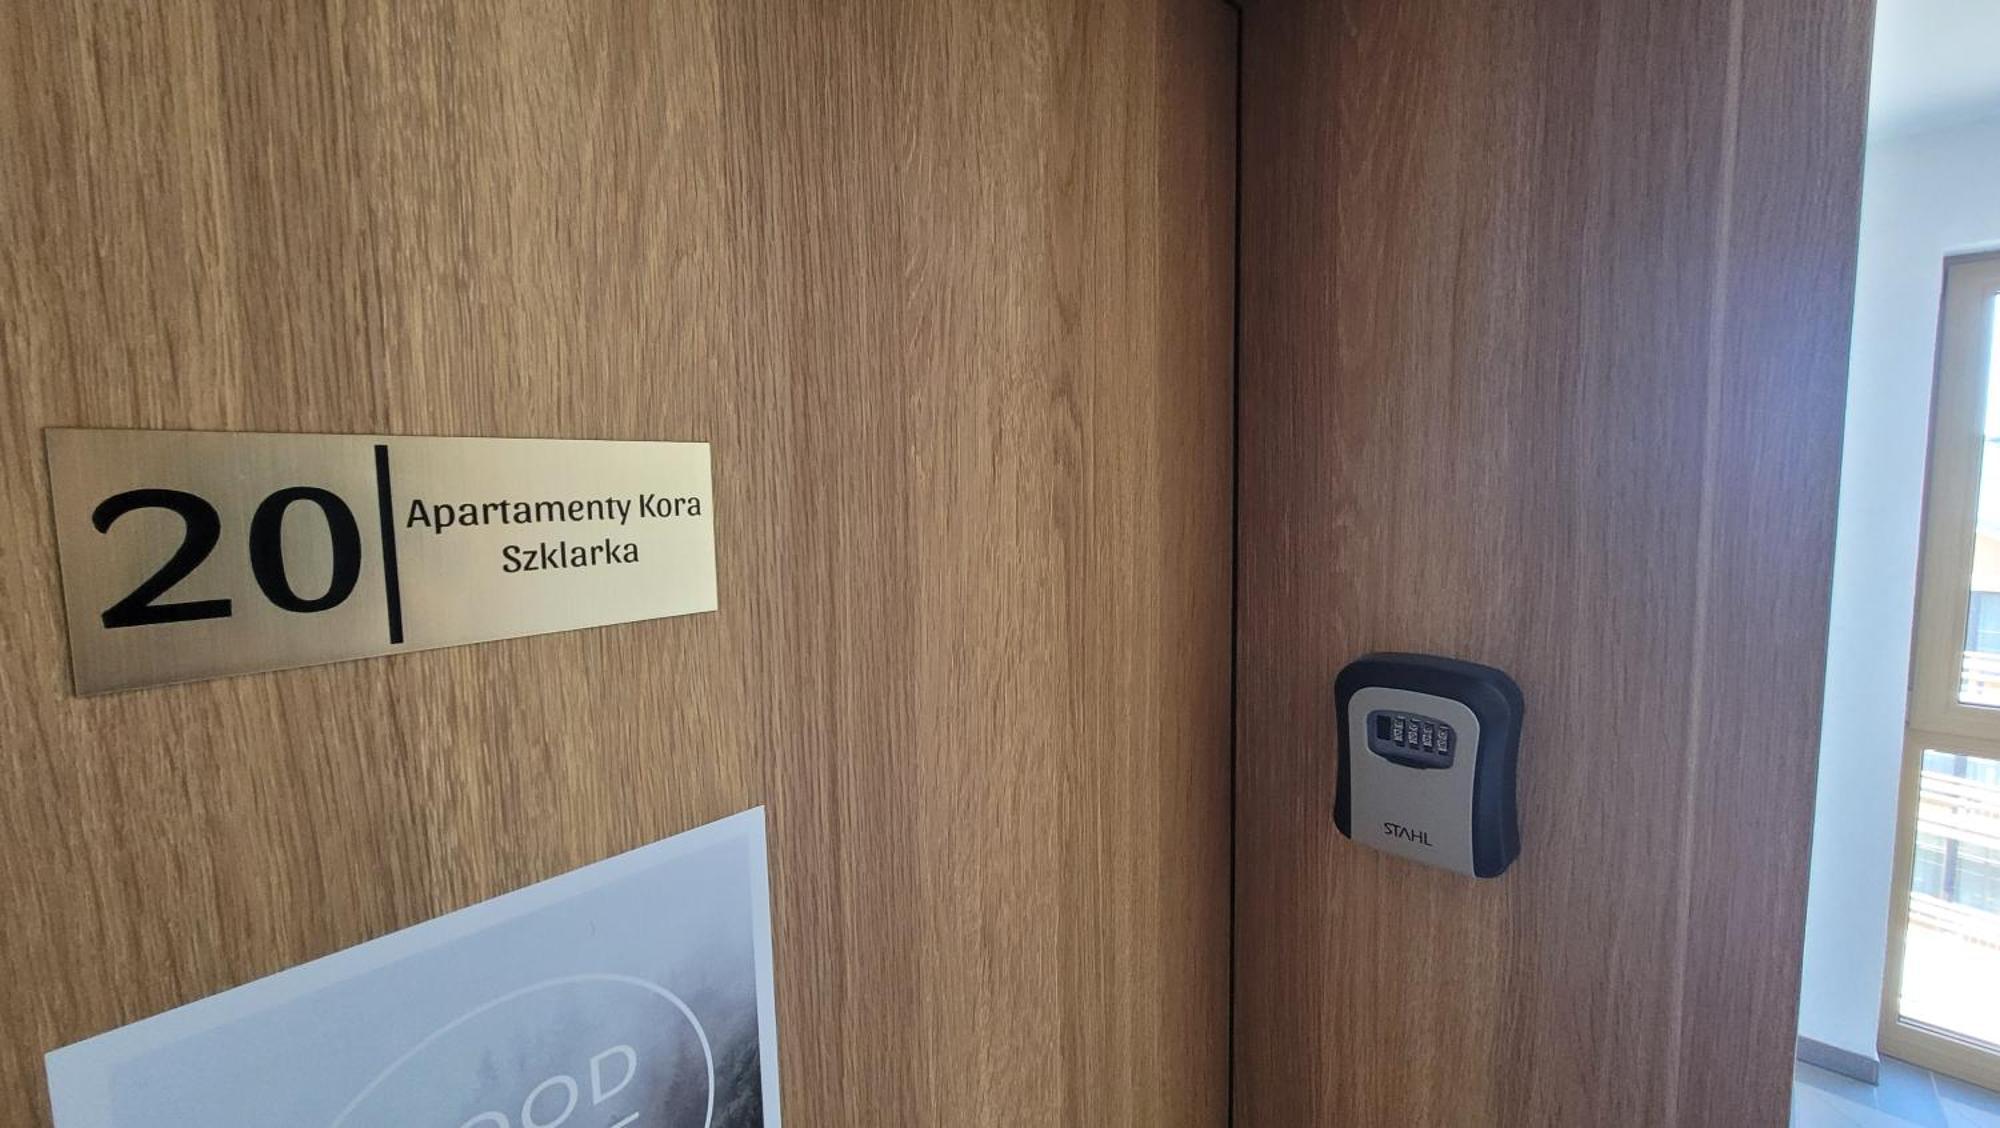 20
Apartamenty Kora
Szklarka
STAHL